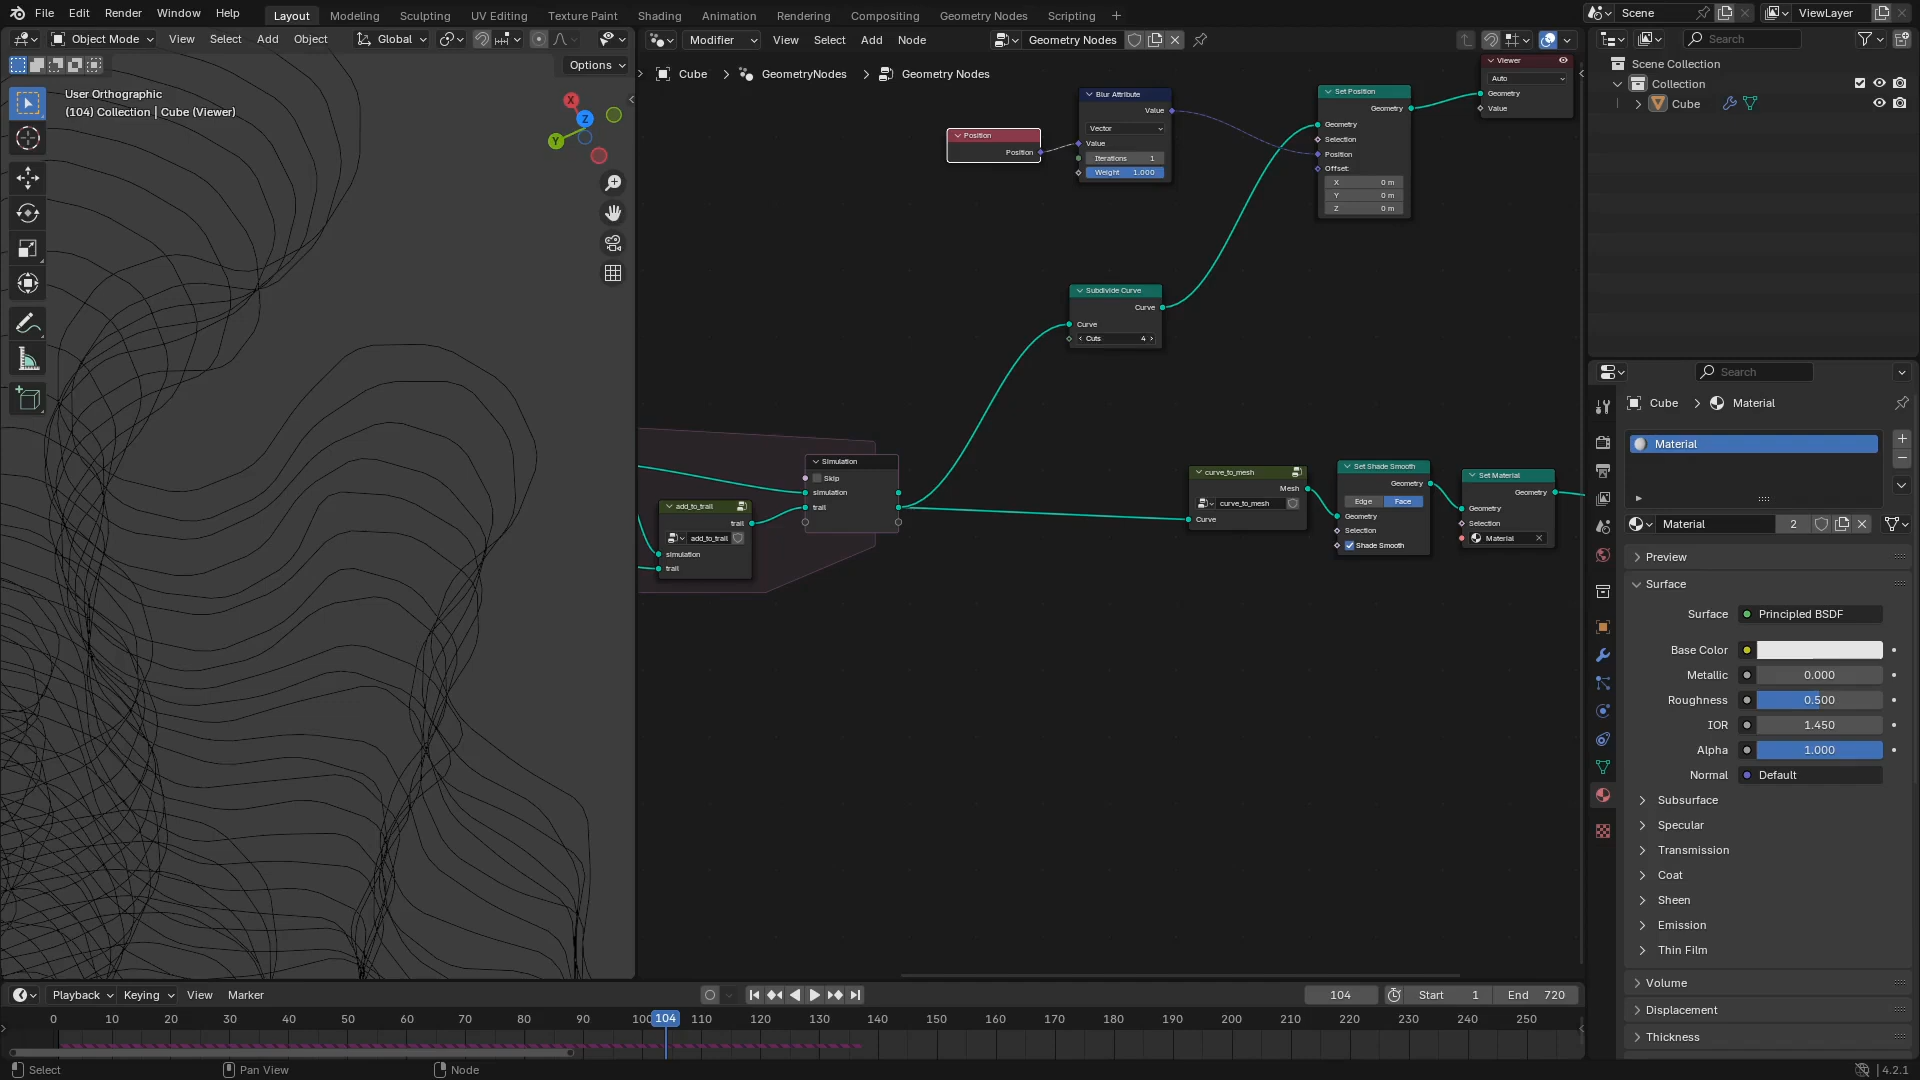 File Edit Render Window Help Layout Modeling Sculpting UV Editing Texture Paint Shading Animation Rendering Compositing Geometry Nodes Scripting + Scene ViewLayer
Object Mode View Select Add Object Global
Options
User Orthographic
(104) Collection | Cube (Viewer)
X
Y
Z
Modifier View Select Add Node Geometry Nodes
Cube > GeometryNodes > Geometry Nodes
Position
Position
Blur Attribute
Value
Vector
Value
Iterations 1
Weight 1.000
Set Position
Geometry
Geometry
Selection
Position
Offset:
X 0 m
Y 0 m
Z 0 m
Viewer
Auto
Geometry
Value
Subdivide Curve
Curve
Curve
Cuts 4
add_to_trail
trail
add_to_trail
simulation
trail
Simulation
Skip
simulation
trail
curve_to_mesh
Mesh
curve_to_mesh
Curve
Set Shade Smooth
Geometry
Edge Face
Geometry
Selection
Shade Smooth
Set Material
Geometry
Geometry
Selection
Material
Search
Scene Collection
Collection
Cube
Search
Cube > Material
Material
Material 2
Preview
Surface
Surface Principled BSDF
Base Color
Metallic 0.000
Roughness 0.500
IOR 1.450
Alpha 1.000
Normal Default
Subsurface
Specular
Transmission
Coat
Sheen
Emission
Thin Film
Volume
Displacement
Thickness
Playback Keying View Marker 104 Start 1 End 720
0 10 20 30 40 50 60 70 80 90 100 104 110 120 130 140 150 160 170 180 190 200 210 220 230 240 250
Select Pan View Node 4.2.1